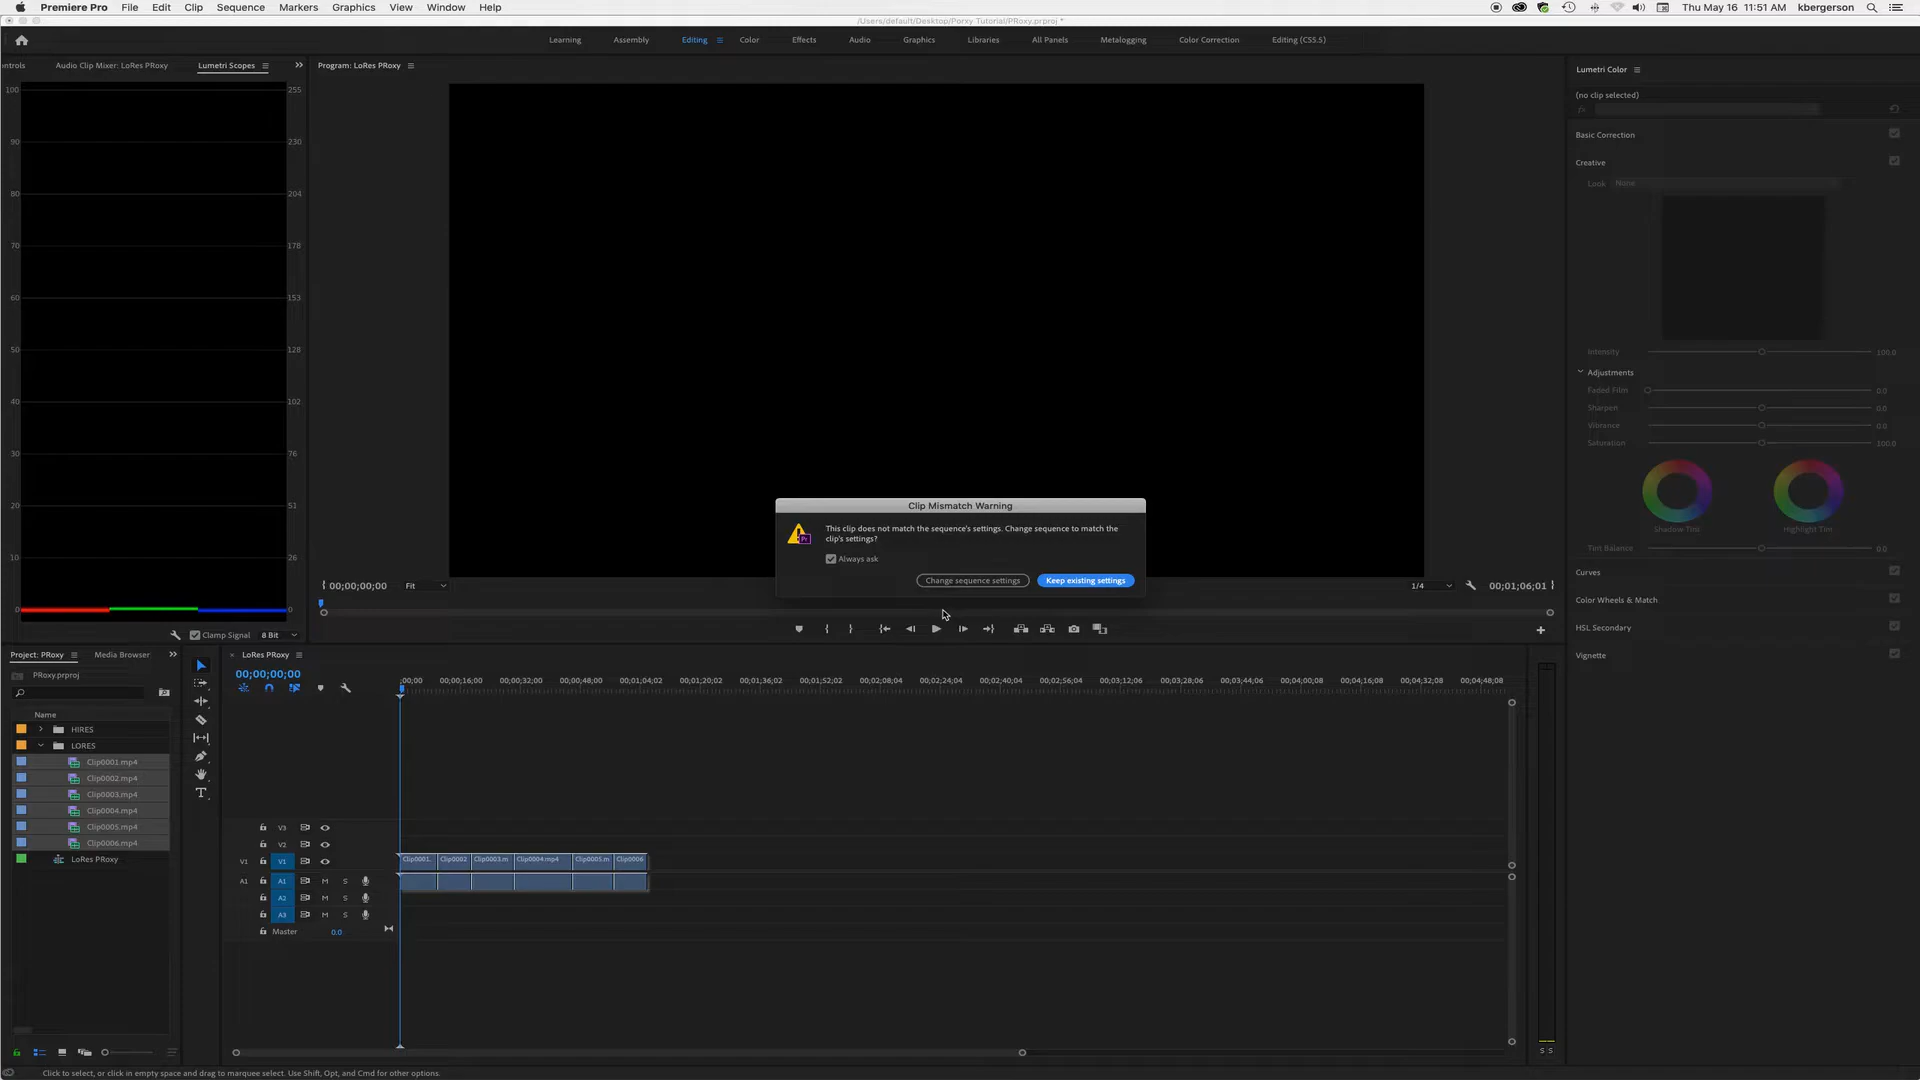 Premiere Pro File Edit Clip Sequence Markers Graphics View Window Help
Thu May 16 11:51 AM kbergerson
/Users/default/Desktop/Porxy Tutorial/PRoxy.prproj *
Learning Assembly Editing Color Effects Audio Graphics Libraries All Panels Metalogging Color Correction Editing (CS5.5)
ontrols Audio Clip Mixer: LoRes PRoxy Lumetri Scopes
Program: LoRes PRoxy
Lumetri Color
(no clip selected)
fx
100 255
90 230
80 204
70 178
60 153
50 128
40 102
30 76
20 51
10 26
0 0
Clamp Signal 8 Bit
Basic Correction
Creative
Look None
Intensity 100.0
Adjustments
Faded Film 0.0
Sharpen 0.0
Vibrance 0.0
Saturation 100.0
Shadow Tint Highlight Tint
Tint Balance 0.0
Curves
Color Wheels & Match
HSL Secondary
Vignette
Clip Mismatch Warning
This clip does not match the sequence's settings. Change sequence to match the
clip's settings?
Always ask
Change sequence settings Keep existing settings
00;00;00;00 Fit 1/4 00;01;06;01
Project: PRoxy Media Browser
PRoxy.prproj
Name
HIRES
LORES
Clip0001.mp4
Clip0002.mp4
Clip0003.mp4
Clip0004.mp4
Clip0005.mp4
Clip0006.mp4
LoRes PRoxy
LoRes PRoxy
00;00;00;00
;00;00 00;00;16;00 00;00;32;00 00;00;48;00 00;01;04;02 00;01;20;02 00;01;36;02 00;01;52;02 00;02;08;04 00;02;24;04 00;02;40;04 00;02;56;04 00;03;12;06 00;03;28;06 00;03;44;06 00;04;00;08 00;04;16;08 00;04;32;08 00;04;48;08
V3
V2
V1 V1 Clip0001. Clip0002 Clip0003.m Clip0004.mp4 Clip0005.m Clip0006
A1 A1 M S
A2 M S
A3 M S
Master 0.0
S S
Click to select, or click in empty space and drag to marquee select. Use Shift, Opt, and Cmd for other options.